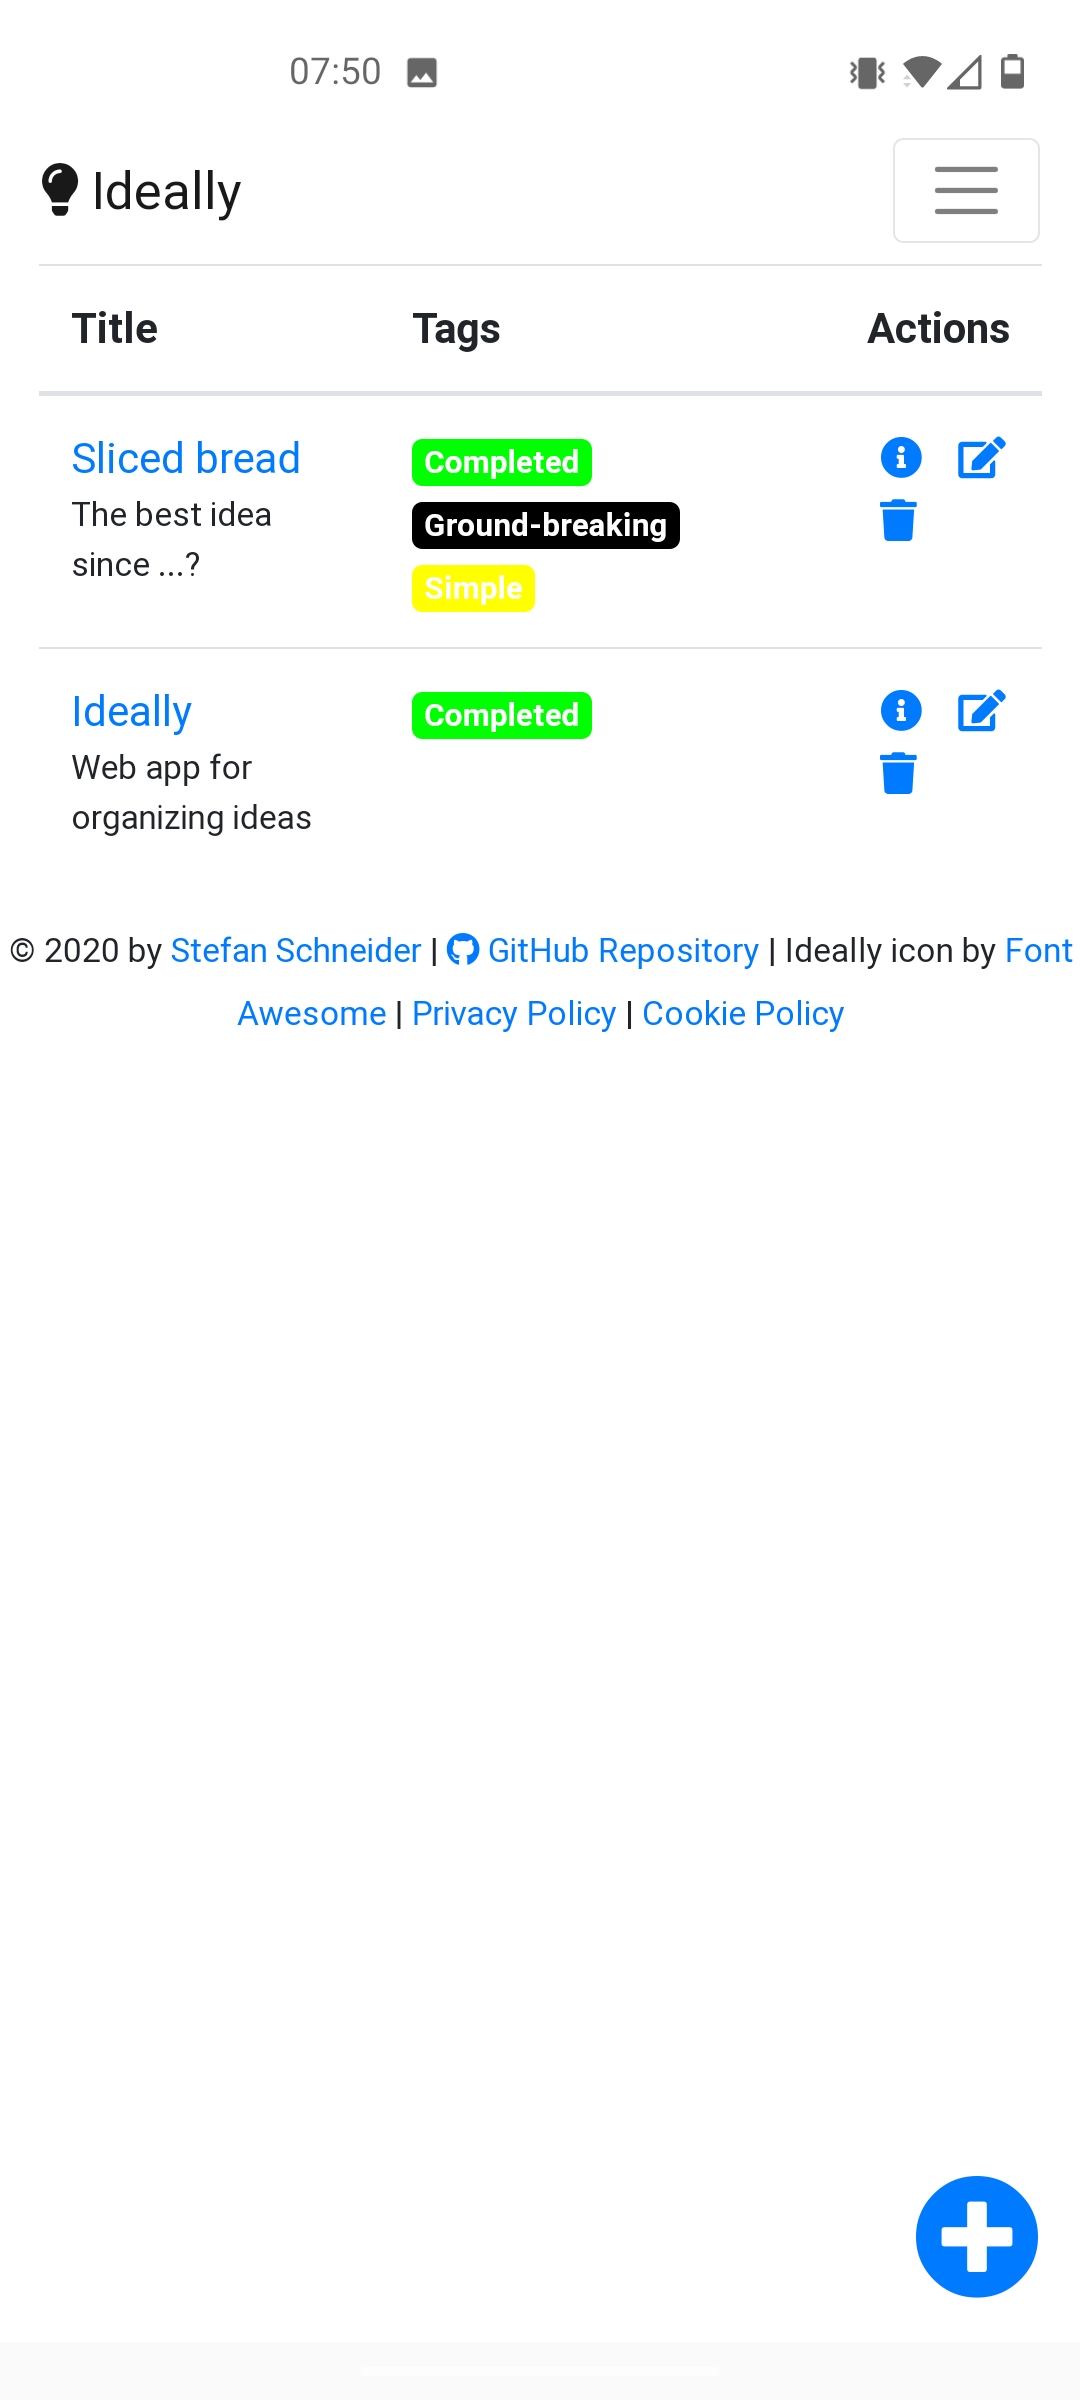 07:50
Ideally
Title Tags Actions
Sliced bread
The best idea
since ...?
Completed
Ground-breaking
Simple
Ideally
Web app for
organizing ideas
Completed
© 2020 by Stefan Schneider | GitHub Repository | Ideally icon by Font
Awesome | Privacy Policy | Cookie Policy